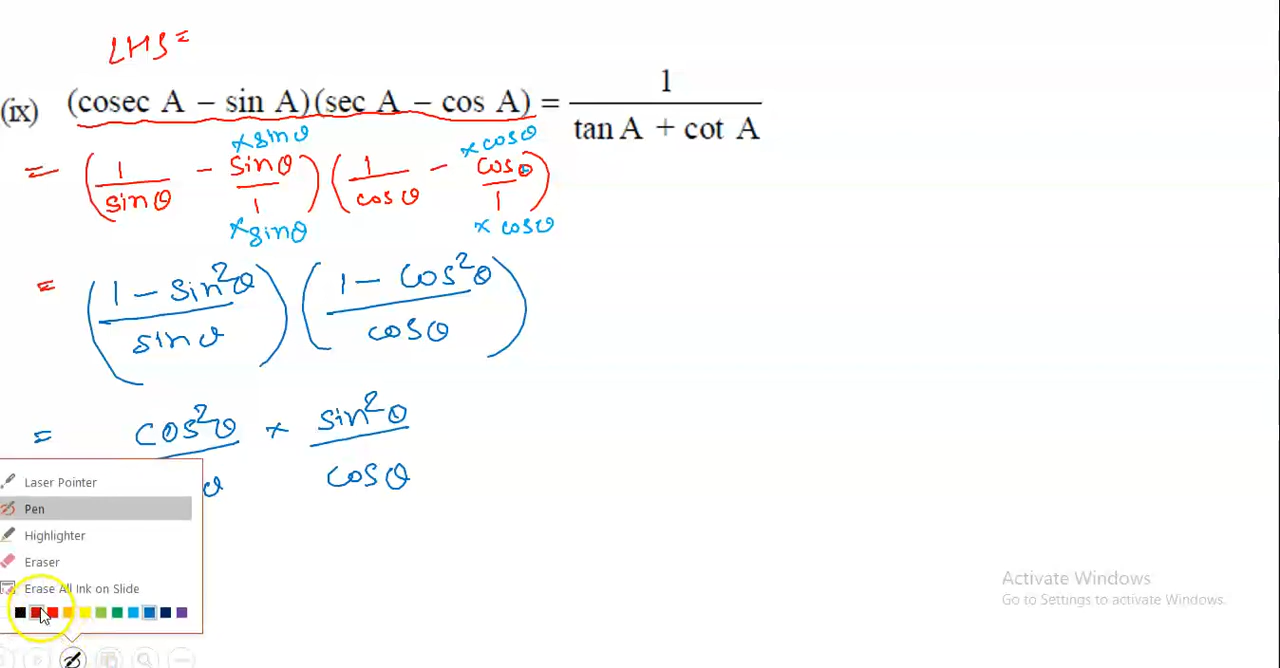 LHS =
(ix) (cosec A − sin A)(sec A − cos A) = 1 / (tan A + cot A)
×sinθ ×cosθ
= (1/sinθ − sinθ/1) (1/cosθ − cosθ/1)
×sinθ × cosθ
= ((1 − sin²θ)/sinθ) ((1 − cos²θ)/cosθ)
= cos²θ × sin²θ/cosθ
θ
Laser Pointer
Pen
Highlighter
Eraser
Erase All Ink on Slide
Activate Windows
Go to Settings to activate Windows.